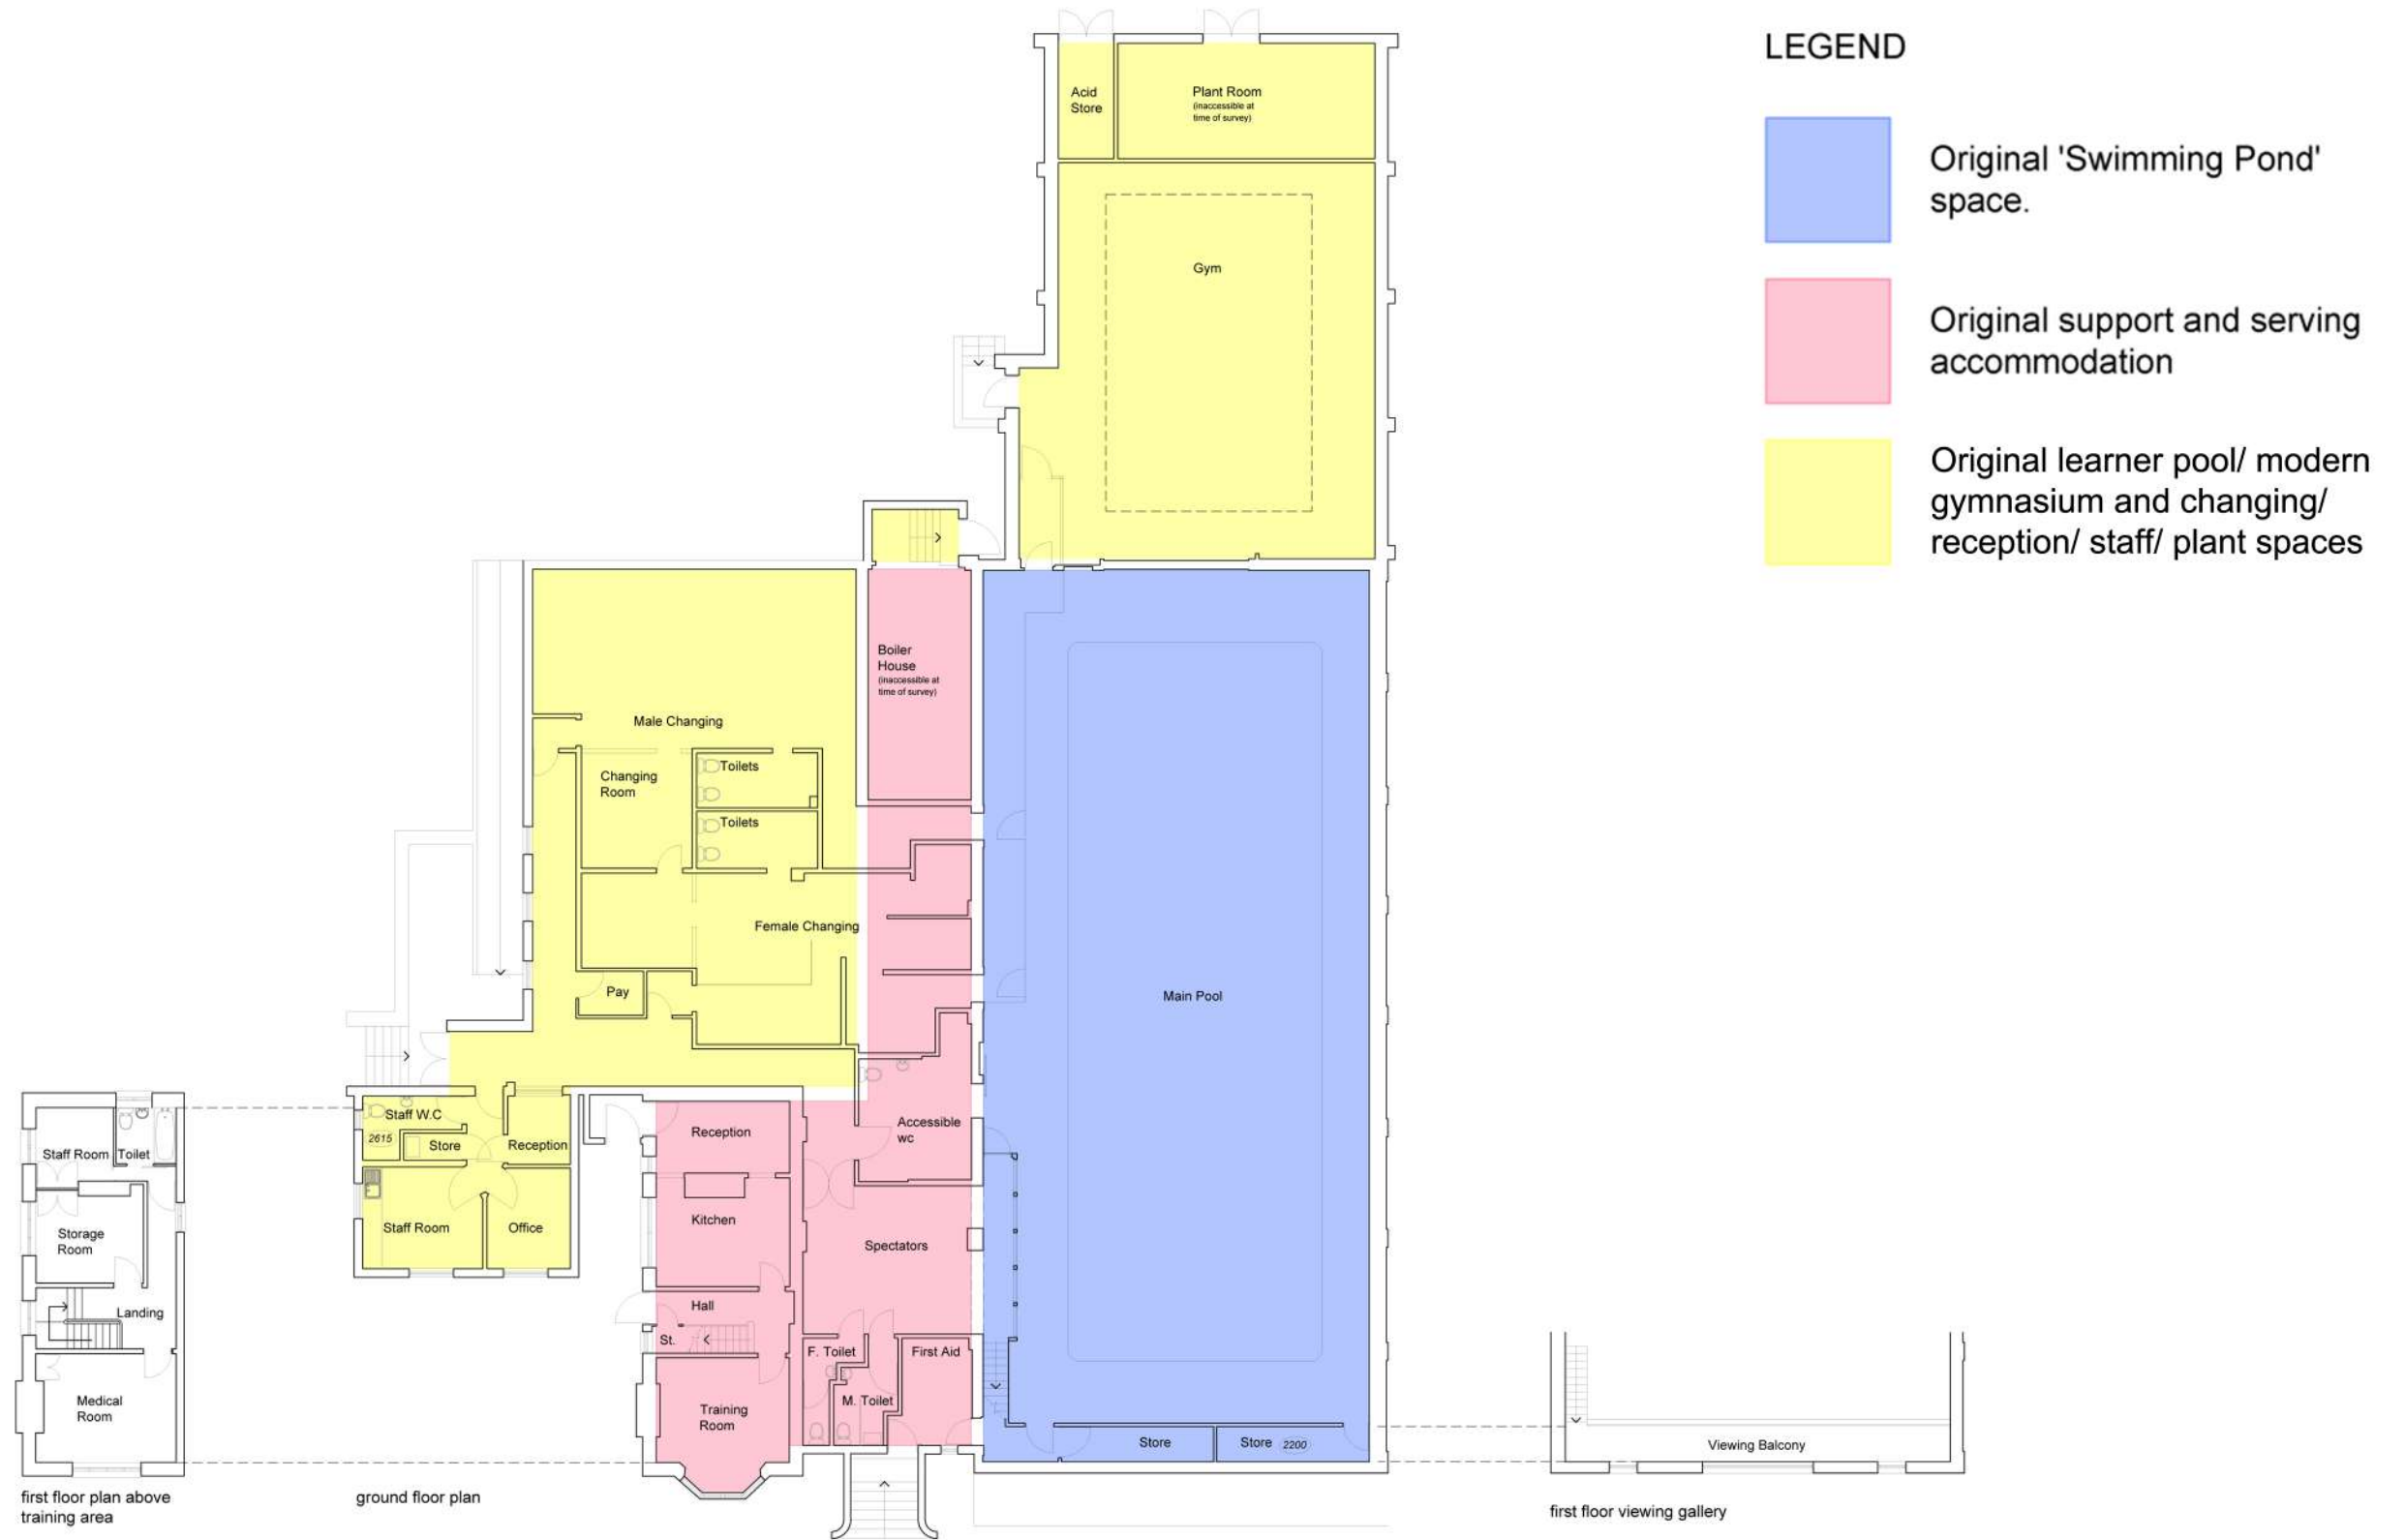 LEGEND
Original 'Swimming Pond'
space.
Original support and serving
accommodation
Original learner pool/ modern
gymnasium and changing/
reception/ staff/ plant spaces
Acid
Store
Plant Room
(inaccessible at
time of survey)
Gym
Boiler
House
(inaccessible at
time of survey)
Male Changing
Changing
Room
Toilets
Toilets
Female Changing
Pay
Main Pool
Staff W.C
2615
Store
Reception
Staff Room
Office
Reception
Accessible
wc
Kitchen
Spectators
Hall
St.
F. Toilet
First Aid
M. Toilet
Training
Room
Store
Store
2200
Staff Room
Toilet
Storage
Room
Landing
Medical
Room
Viewing Balcony
first floor plan above
training area
ground floor plan
first floor viewing gallery